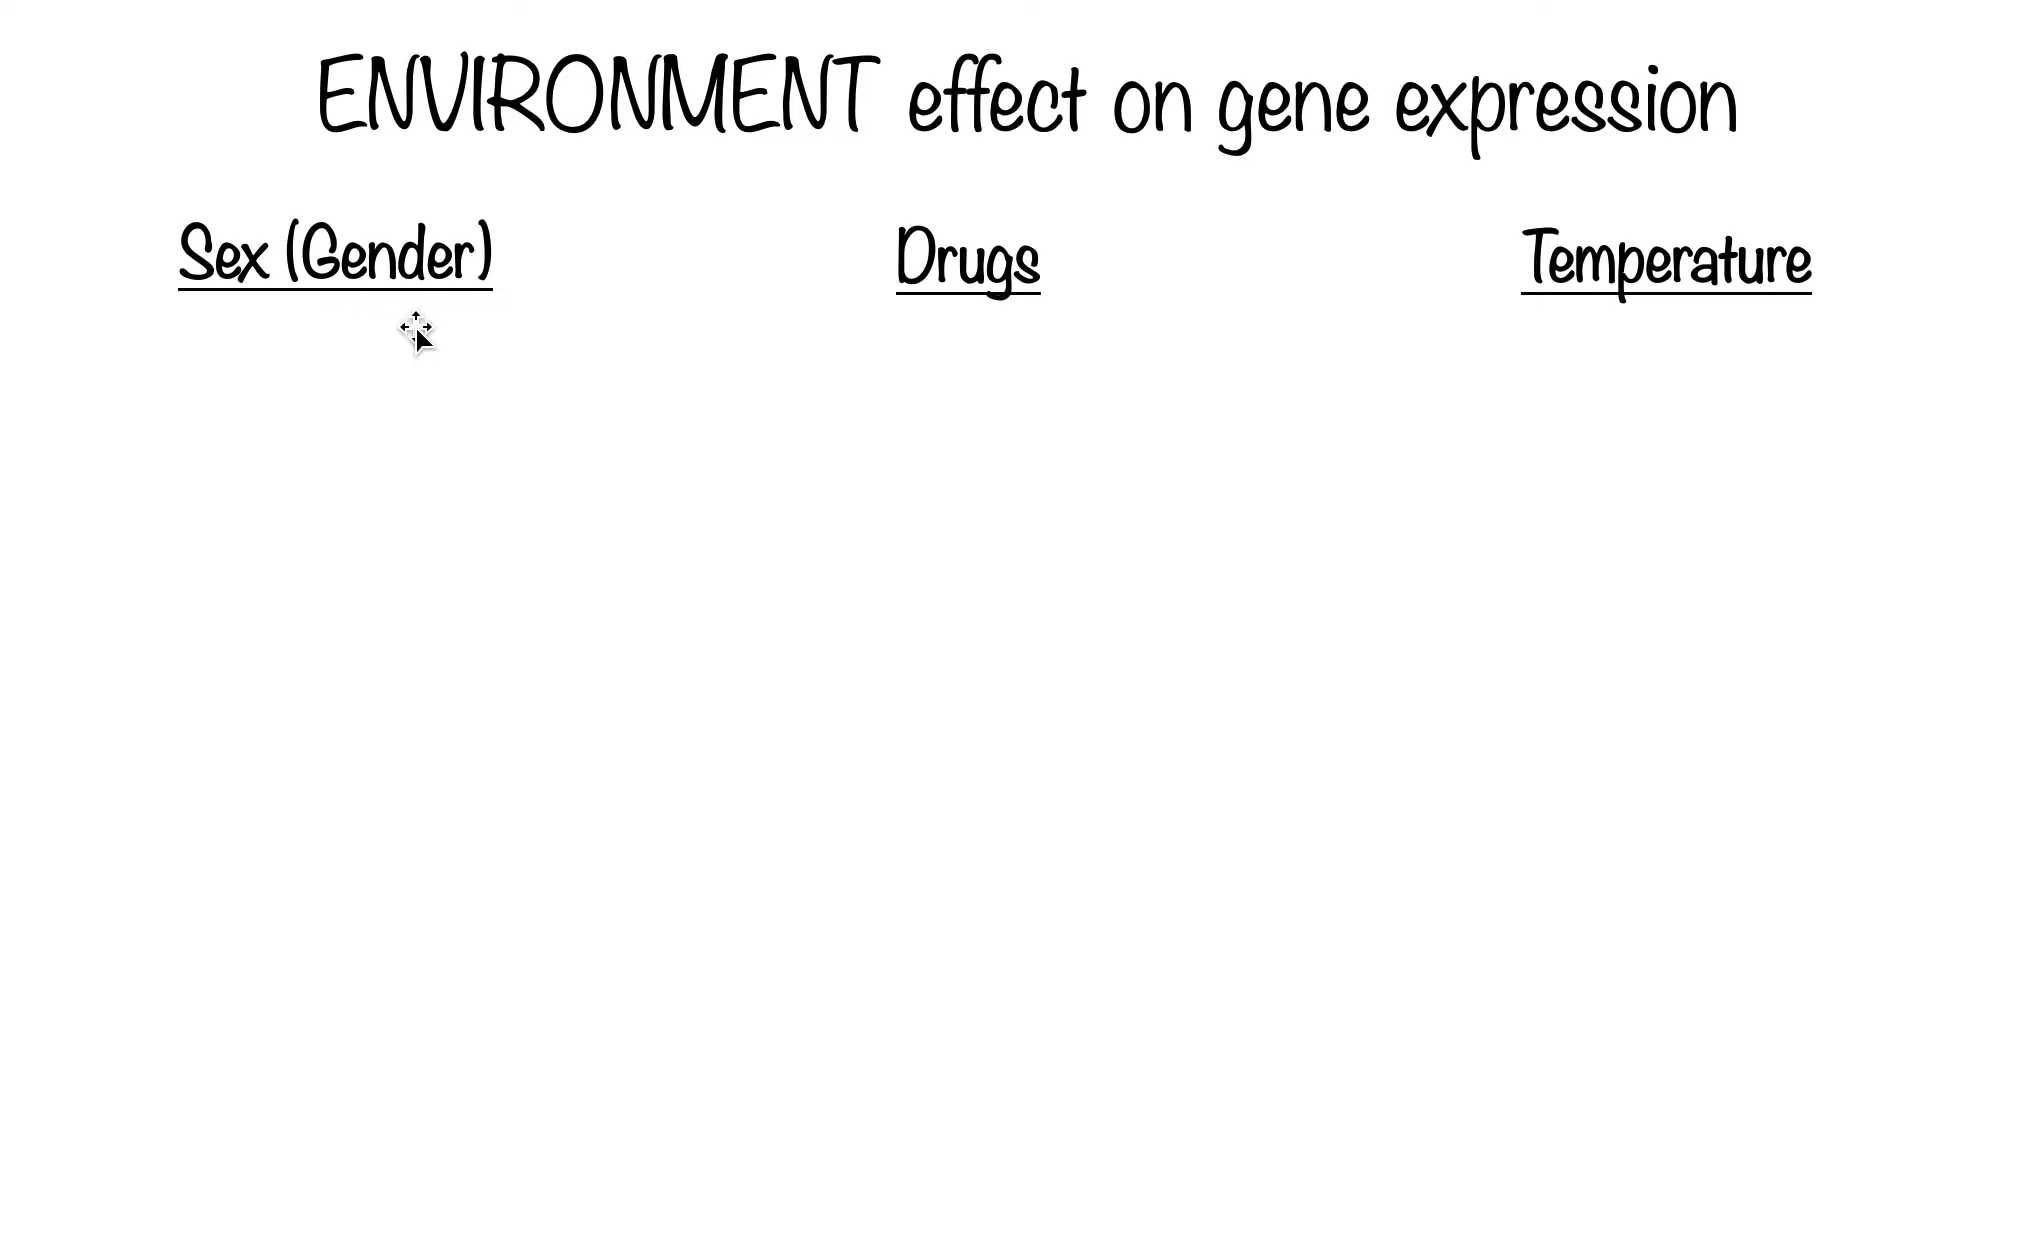 ENVIRONMENT effect on gene expression
Sex (Gender)
Drugs
Temperature